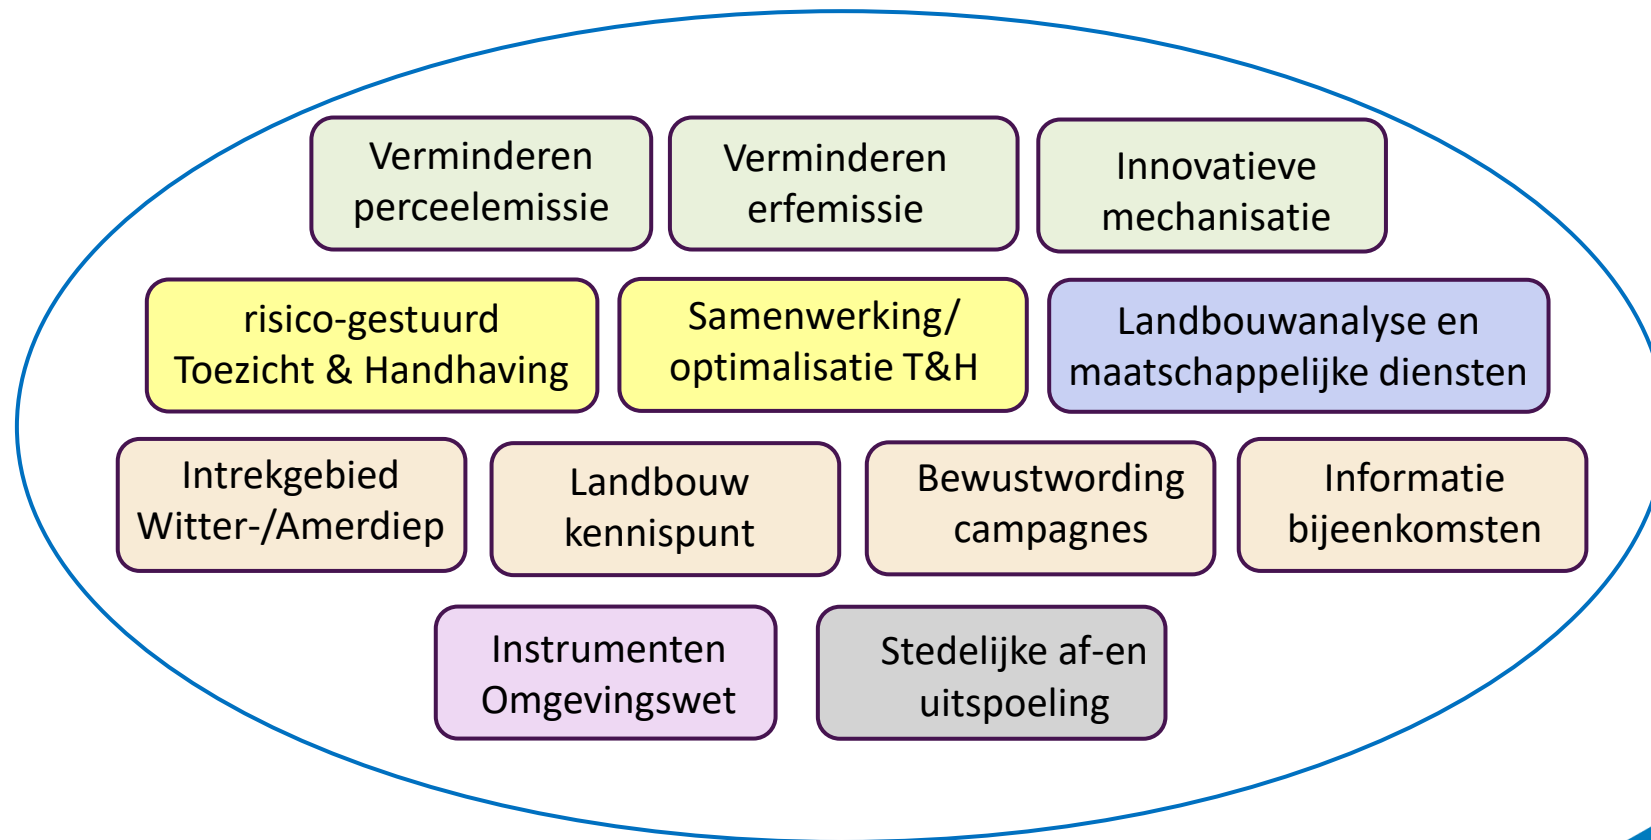 Verminderen
perceelemissie
Verminderen
erfemissie
Innovatieve
mechanisatie
risico-gestuurd
Toezicht & Handhaving
Samenwerking/
optimalisatie T&H
Landbouwanalyse en
maatschappelijke diensten
Intrekgebied
Witter-/Amerdiep
Landbouw
kennispunt
Bewustwording
campagnes
Informatie
bijeenkomsten
Instrumenten
Omgevingswet
Stedelijke af-en
uitspoeling